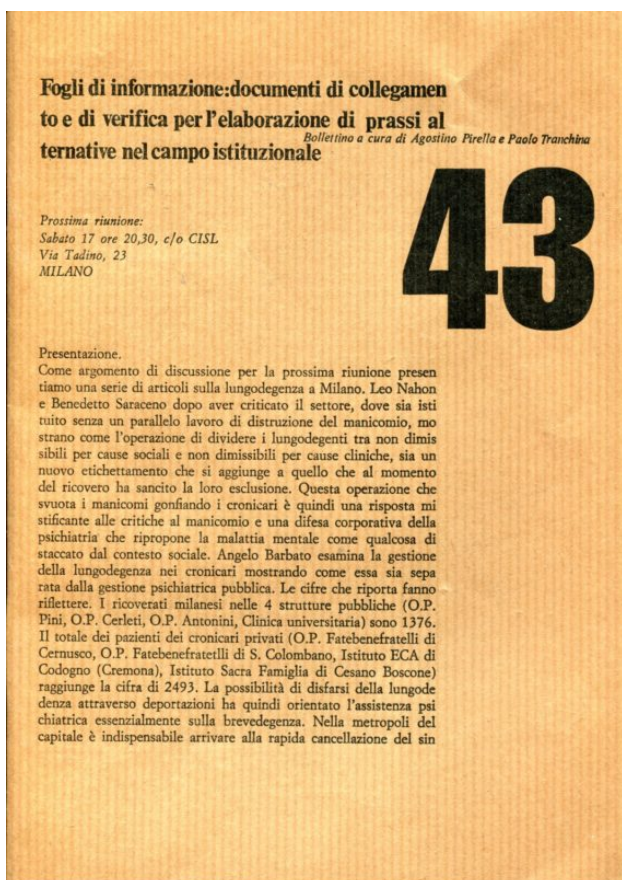 Fogli di informazione:documenti di collegamen
to e di verifica per l'elaborazione di prassi al
Bollettino a cura di Agostino Pirella e Paolo Tranchina
ternative nel campo istituzionale
43
Prossima riunione:
Sabato 17 ore 20,30, c/o CISL
Via Tadino, 23
MILANO
Presentazione.
Come argomento di discussione per la prossima riunione presen
tiamo una serie di articoli sulla lungodegenza a Milano. Leo Nahon
e Benedetto Saraceno dopo aver criticato il settore, dove sia isti
tuito senza un parallelo lavoro di distruzione del manicomio, mo
strano come l'operazione di dividere i lungodegenti tra non dimis
sibili per cause sociali e non dimissibili per cause cliniche, sia un
nuovo etichettamento che si aggiunge a quello che al momento
del ricovero ha sancito la loro esclusione. Questa operazione che
svuota i manicomi gonfiando i cronicari è quindi una risposta mi
stificante alle critiche al manicomio e una difesa corporativa della
psichiatria che ripropone la malattia mentale come qualcosa di
staccato dal contesto sociale. Angelo Barbato esamina la gestione
della lungodegenza nei cronicari mostrando come essa sia sepa
rata dalla gestione psichiatrica pubblica. Le cifre che riporta fanno
riflettere. I ricoverati milanesi nelle 4 strutture pubbliche (O.P.
Pini, O.P. Cerleti, O.P. Antonini, Clinica universitaria) sono 1376.
Il totale dei pazienti dei cronicari privati (O.P. Fatebenefratelli di
Cernusco, O.P. Fatebenefratetlli di S. Colombano, Istituto ECA di
Codogno (Cremona), Istituto Sacra Famiglia di Cesano Boscone)
raggiunge la cifra di 2493. La possibilità di disfarsi della lungode
denza attraverso deportazioni ha quindi orientato l'assistenza psi
chiatrica essenzialmente sulla brevedegenza. Nella metropoli del
capitale è indispensabile arrivare alla rapida cancellazione del sin